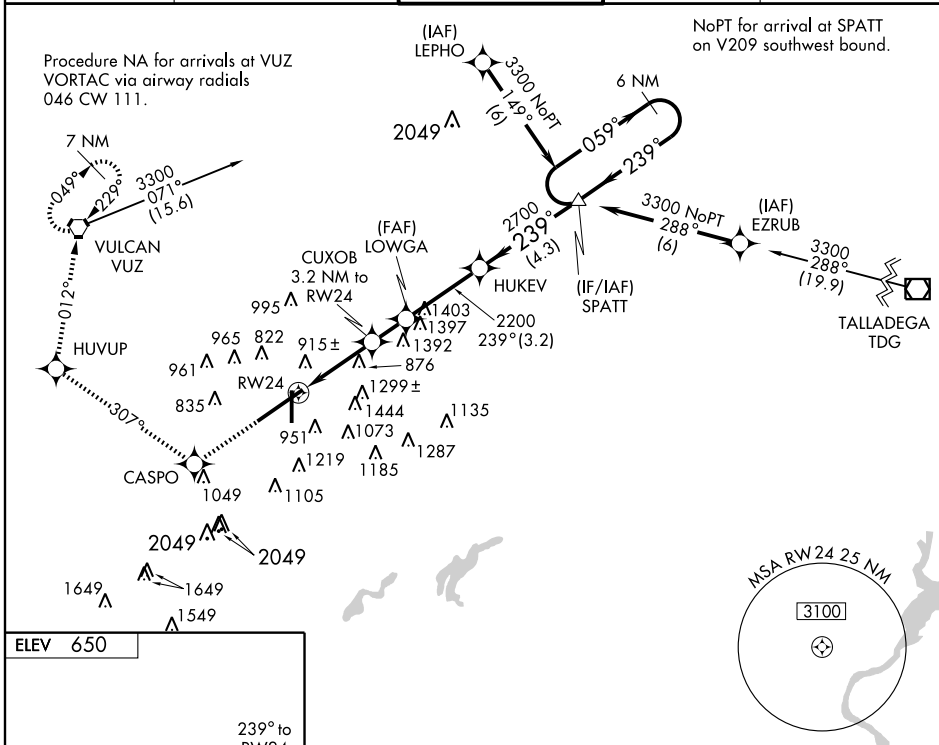 Procedure NA for arrivals at VUZ
VORTAC via airway radials
046 CW 111.
(IAF)
LEPHO
NoPT for arrival at SPATT
on V209 southwest bound.
3300 NoPT
149°
(6)
6 NM
059°
239°
2049
7 NM
049°
229°
3300
071°
(15.6)
VULCAN
VUZ
(FAF)
LOWGA
2700
239°
(4.3)
3300 NoPT
288°
(6)
(IAF)
EZRUB
3300
288°
(19.9)
TALLADEGA
TDG
(IF/IAF)
SPATT
CUXOB
3.2 NM to
RW24
HUKEV
2200
239° (3.2)
012°
HUVUP
995
1403
1397
1392
965
822
915±
961
876
RW24
835
1299±
1444
951
1073
1135
1287
1185
307°
CASPO
1219
1049
1105
2049
2049
1649
1649
1549
MSA RW24 25 NM
3100
ELEV 650
239° to
RW24